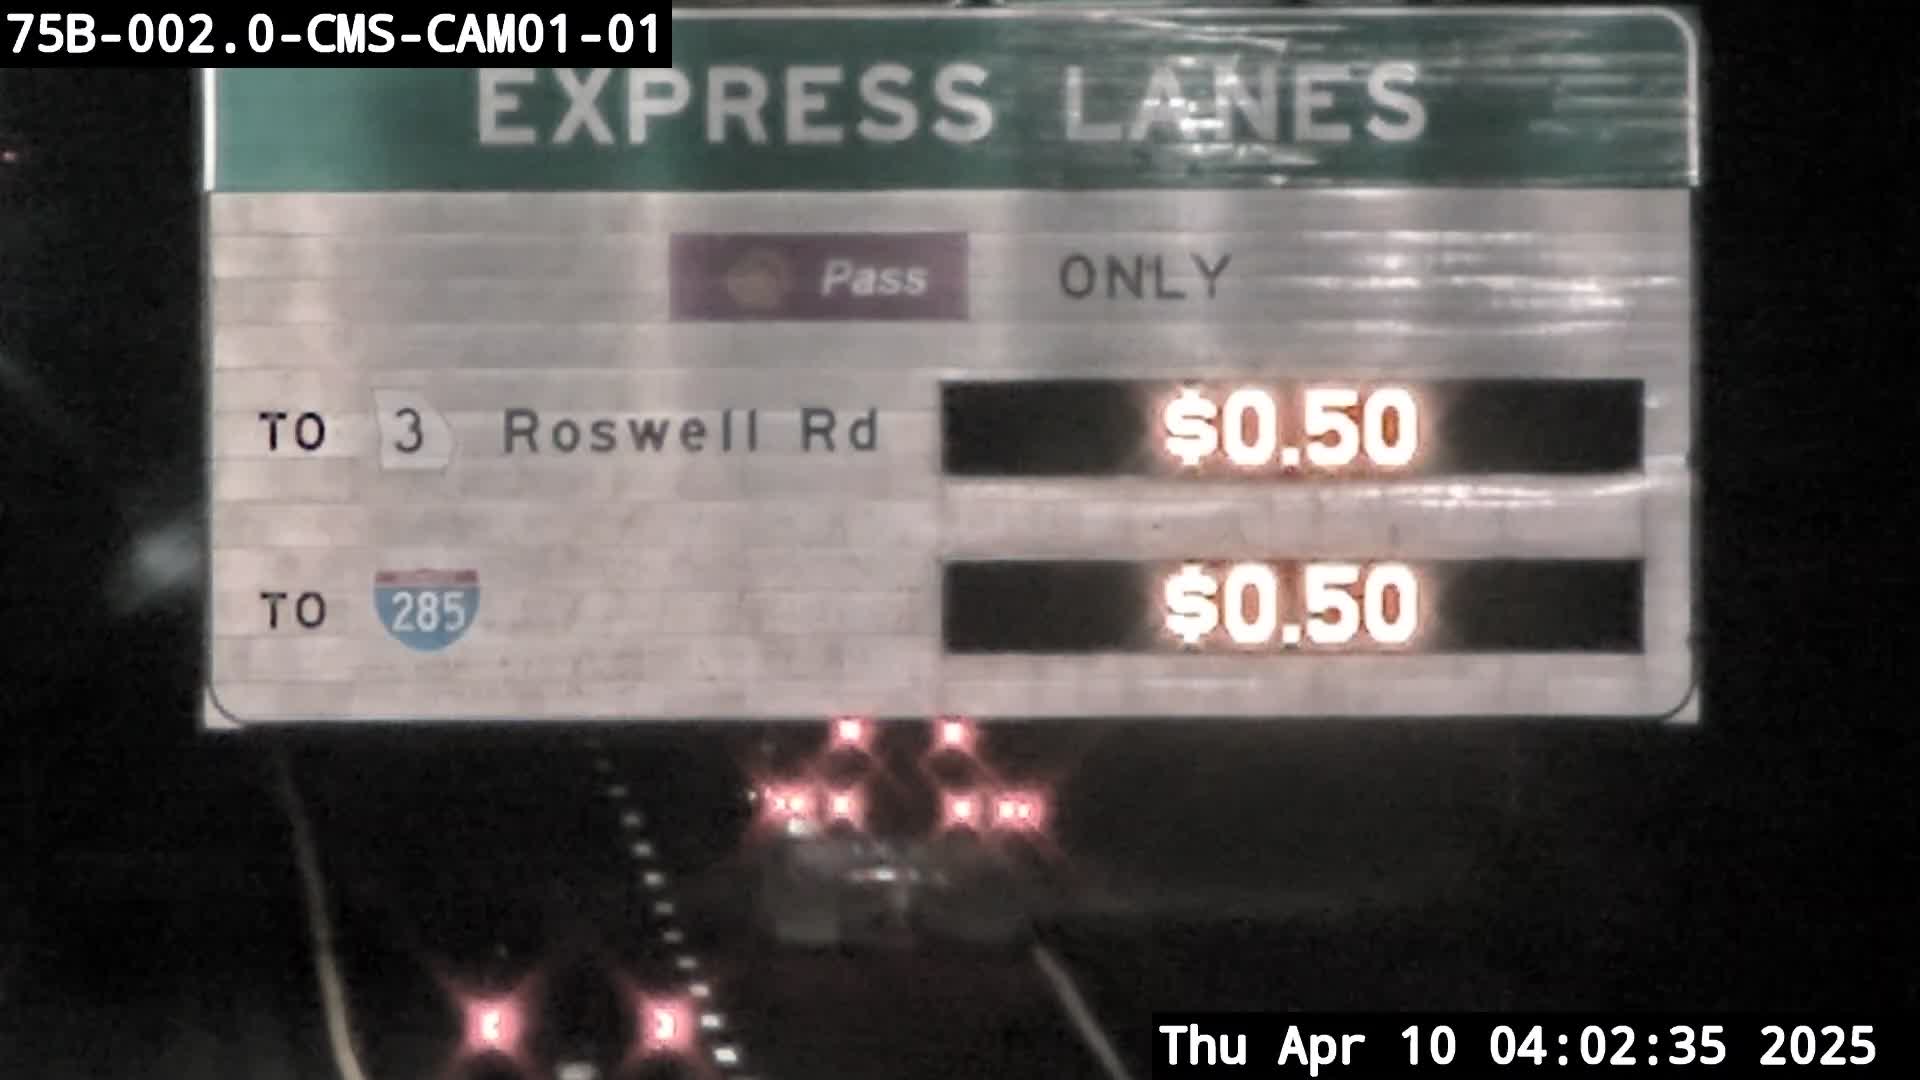 75B-002.0-CMS-CAM01-01
EXPRESS LANES
Pass ONLY
TO 3 Roswell Rd $0.50
TO 285 $0.50
Thu Apr 10 04:02:35 2025